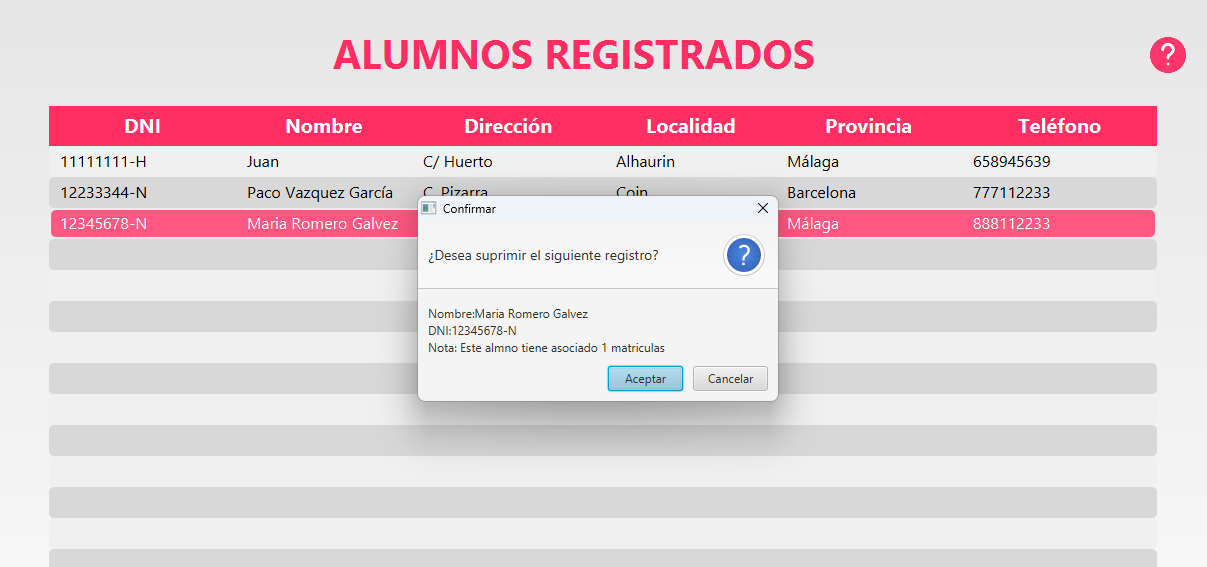 ALUMNOS REGISTRADOS
?
DNI Nombre Dirección Localidad Provincia Teléfono
11111111-H Juan C/ Huerto Alhaurin Málaga 658945639
12233344-N Paco Vazquez García C. Pizarra Coin Barcelona 777112233
12345678-N Maria Romero Galvez Málaga 888112233
Confirmar
¿Desea suprimir el siguiente registro?
?
Nombre:Maria Romero Galvez
DNI:12345678-N
Nota: Este almno tiene asociado 1 matriculas
Aceptar Cancelar